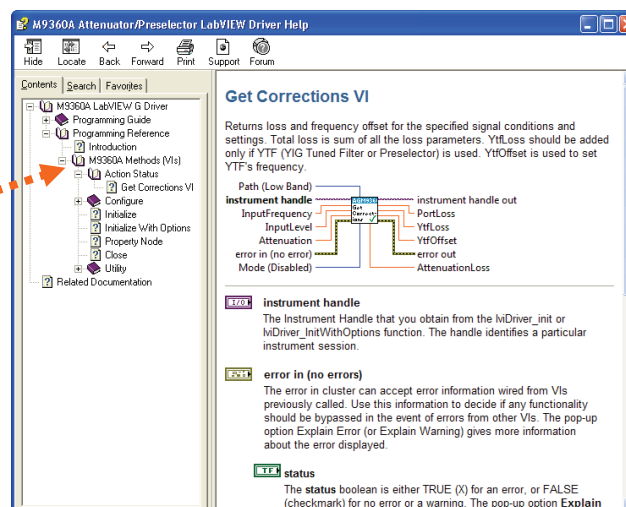 M9360A Attenuator/Preselector LabVIEW Driver Help
Hide Locate Back Forward Print Support Forum
Contents Search Favorites
M9360A LabVIEW G Driver
Programming Guide
Programming Reference
Introduction
M9360A Methods (VIs)
Action Status
Get Corrections VI
Configure
Initialize
Initialize With Options
Property Node
Close
Utility
Related Documentation
Get Corrections VI
Returns loss and frequency offset for the specified signal conditions and
settings. Total loss is sum of all the loss parameters. YtfLoss should be added
only if YTF (YIG Tuned Filter or Preselector) is used. YtfOffset is used to set
YTF's frequency.
Path (Low Band)
instrument handle
InputFrequency
InputLevel
Attenuation
error in (no error)
Mode (Disabled)
instrument handle out
PortLoss
YtfLoss
YtfOffset
error out
AttenuationLoss
I/O
instrument handle
The Instrument Handle that you obtain from the IviDriver_init or
IviDriver_InitWithOptions function. The handle identifies a particular
instrument session.
error in (no errors)
The error in cluster can accept error information wired from VIs
previously called. Use this information to decide if any functionality
should be bypassed in the event of errors from other VIs. The pop-up
option Explain Error (or Explain Warning) gives more information
about the error displayed.
TF
status
The status boolean is either TRUE (X) for an error, or FALSE
(checkmark) for no error or a warning. The pop-up option Explain